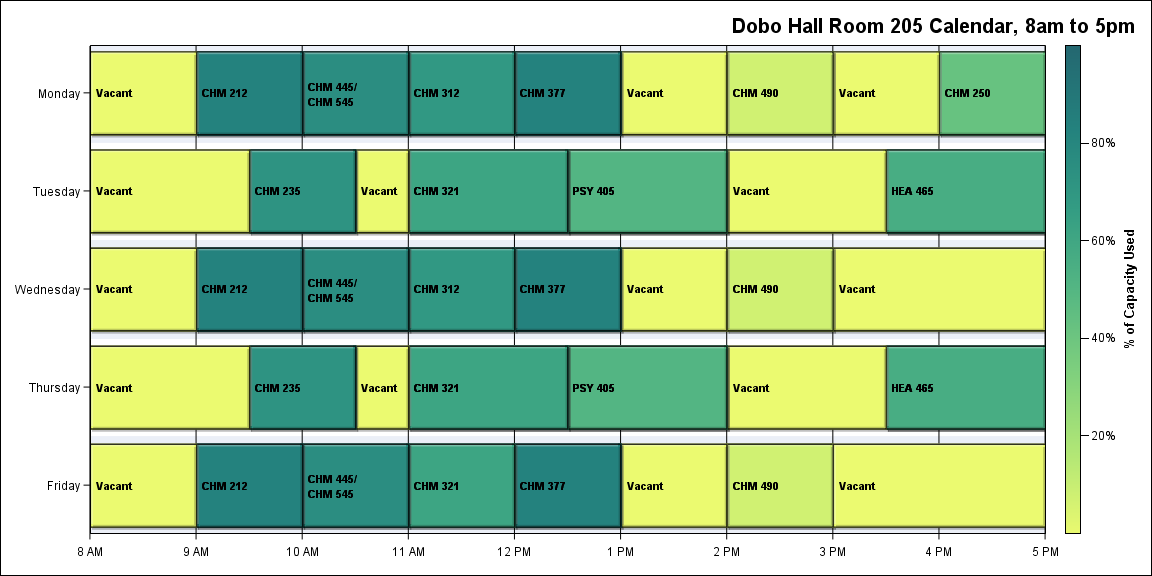 Dobo Hall Room 205 Calendar, 8am to 5pm
Monday
Vacant
CHM 212
CHM 445/
CHM 545
CHM 312
CHM 377
Vacant
CHM 490
Vacant
CHM 250
Tuesday
Vacant
CHM 235
Vacant
CHM 321
PSY 405
Vacant
HEA 465
Wednesday
Vacant
CHM 212
CHM 445/
CHM 545
CHM 312
CHM 377
Vacant
CHM 490
Vacant
Thursday
Vacant
CHM 235
Vacant
CHM 321
PSY 405
Vacant
HEA 465
Friday
Vacant
CHM 212
CHM 445/
CHM 545
CHM 321
CHM 377
Vacant
CHM 490
Vacant
8 AM
9 AM
10 AM
11 AM
12 PM
1 PM
2 PM
3 PM
4 PM
5 PM
80%
60%
40%
20%
% of Capacity Used